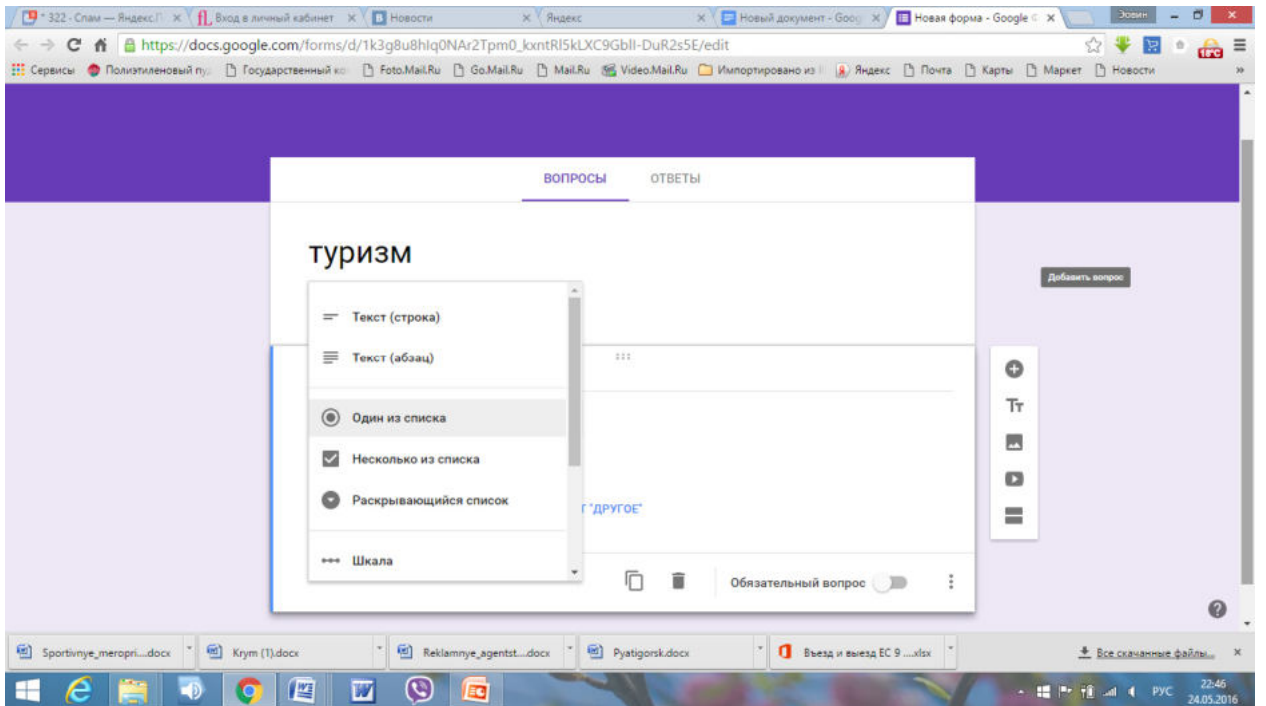 * 322 · Спам — Яндекс.П
Вход в личный кабинет
Новости
Яндекс
Новый документ - Goog
Новая форма - Google
Эовин
https://docs.google.com/forms/d/1k3g8u8hIq0NAr2Tpm0_kxntRl5kLXC9GblI-DuR2s5E/edit
Сервисы
Полиэтиленовый пу
Государственный ко
Foto.Mail.Ru
Go.Mail.Ru
Mail.Ru
Video.Mail.Ru
Импортировано из
Яндекс
Почта
Карты
Маркет
Новости
»
ВОПРОСЫ ОТВЕТЫ
туризм
Добавить вопрос
Текст (строка)
Текст (абзац)
Один из списка
Несколько из списка
Раскрывающийся список
"ДРУГОЕ"
Шкала
Обязательный вопрос
Tт
Sportivnye_meropri....docx
Krym (1).docx
Reklamnye_agentst....docx
Pyatigorsk.docx
Въезд и выезд ЕС 9 ....xlsx
Все скачанные файлы...
РУС
22:46
24.05.2016